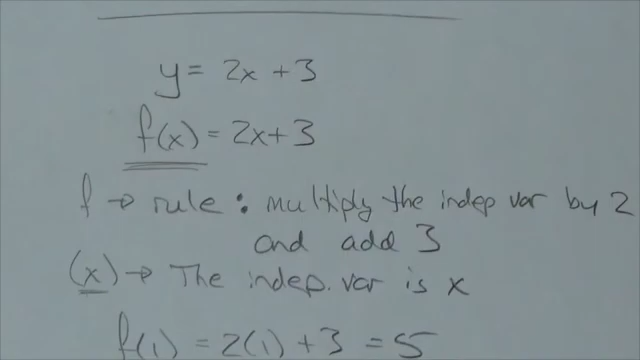 y = 2x + 3
f(x) = 2x + 3
f → rule : multiply the indep var by 2
and add 3
(x) → The indep. var is x
f(1) = 2(1) + 3 = 5